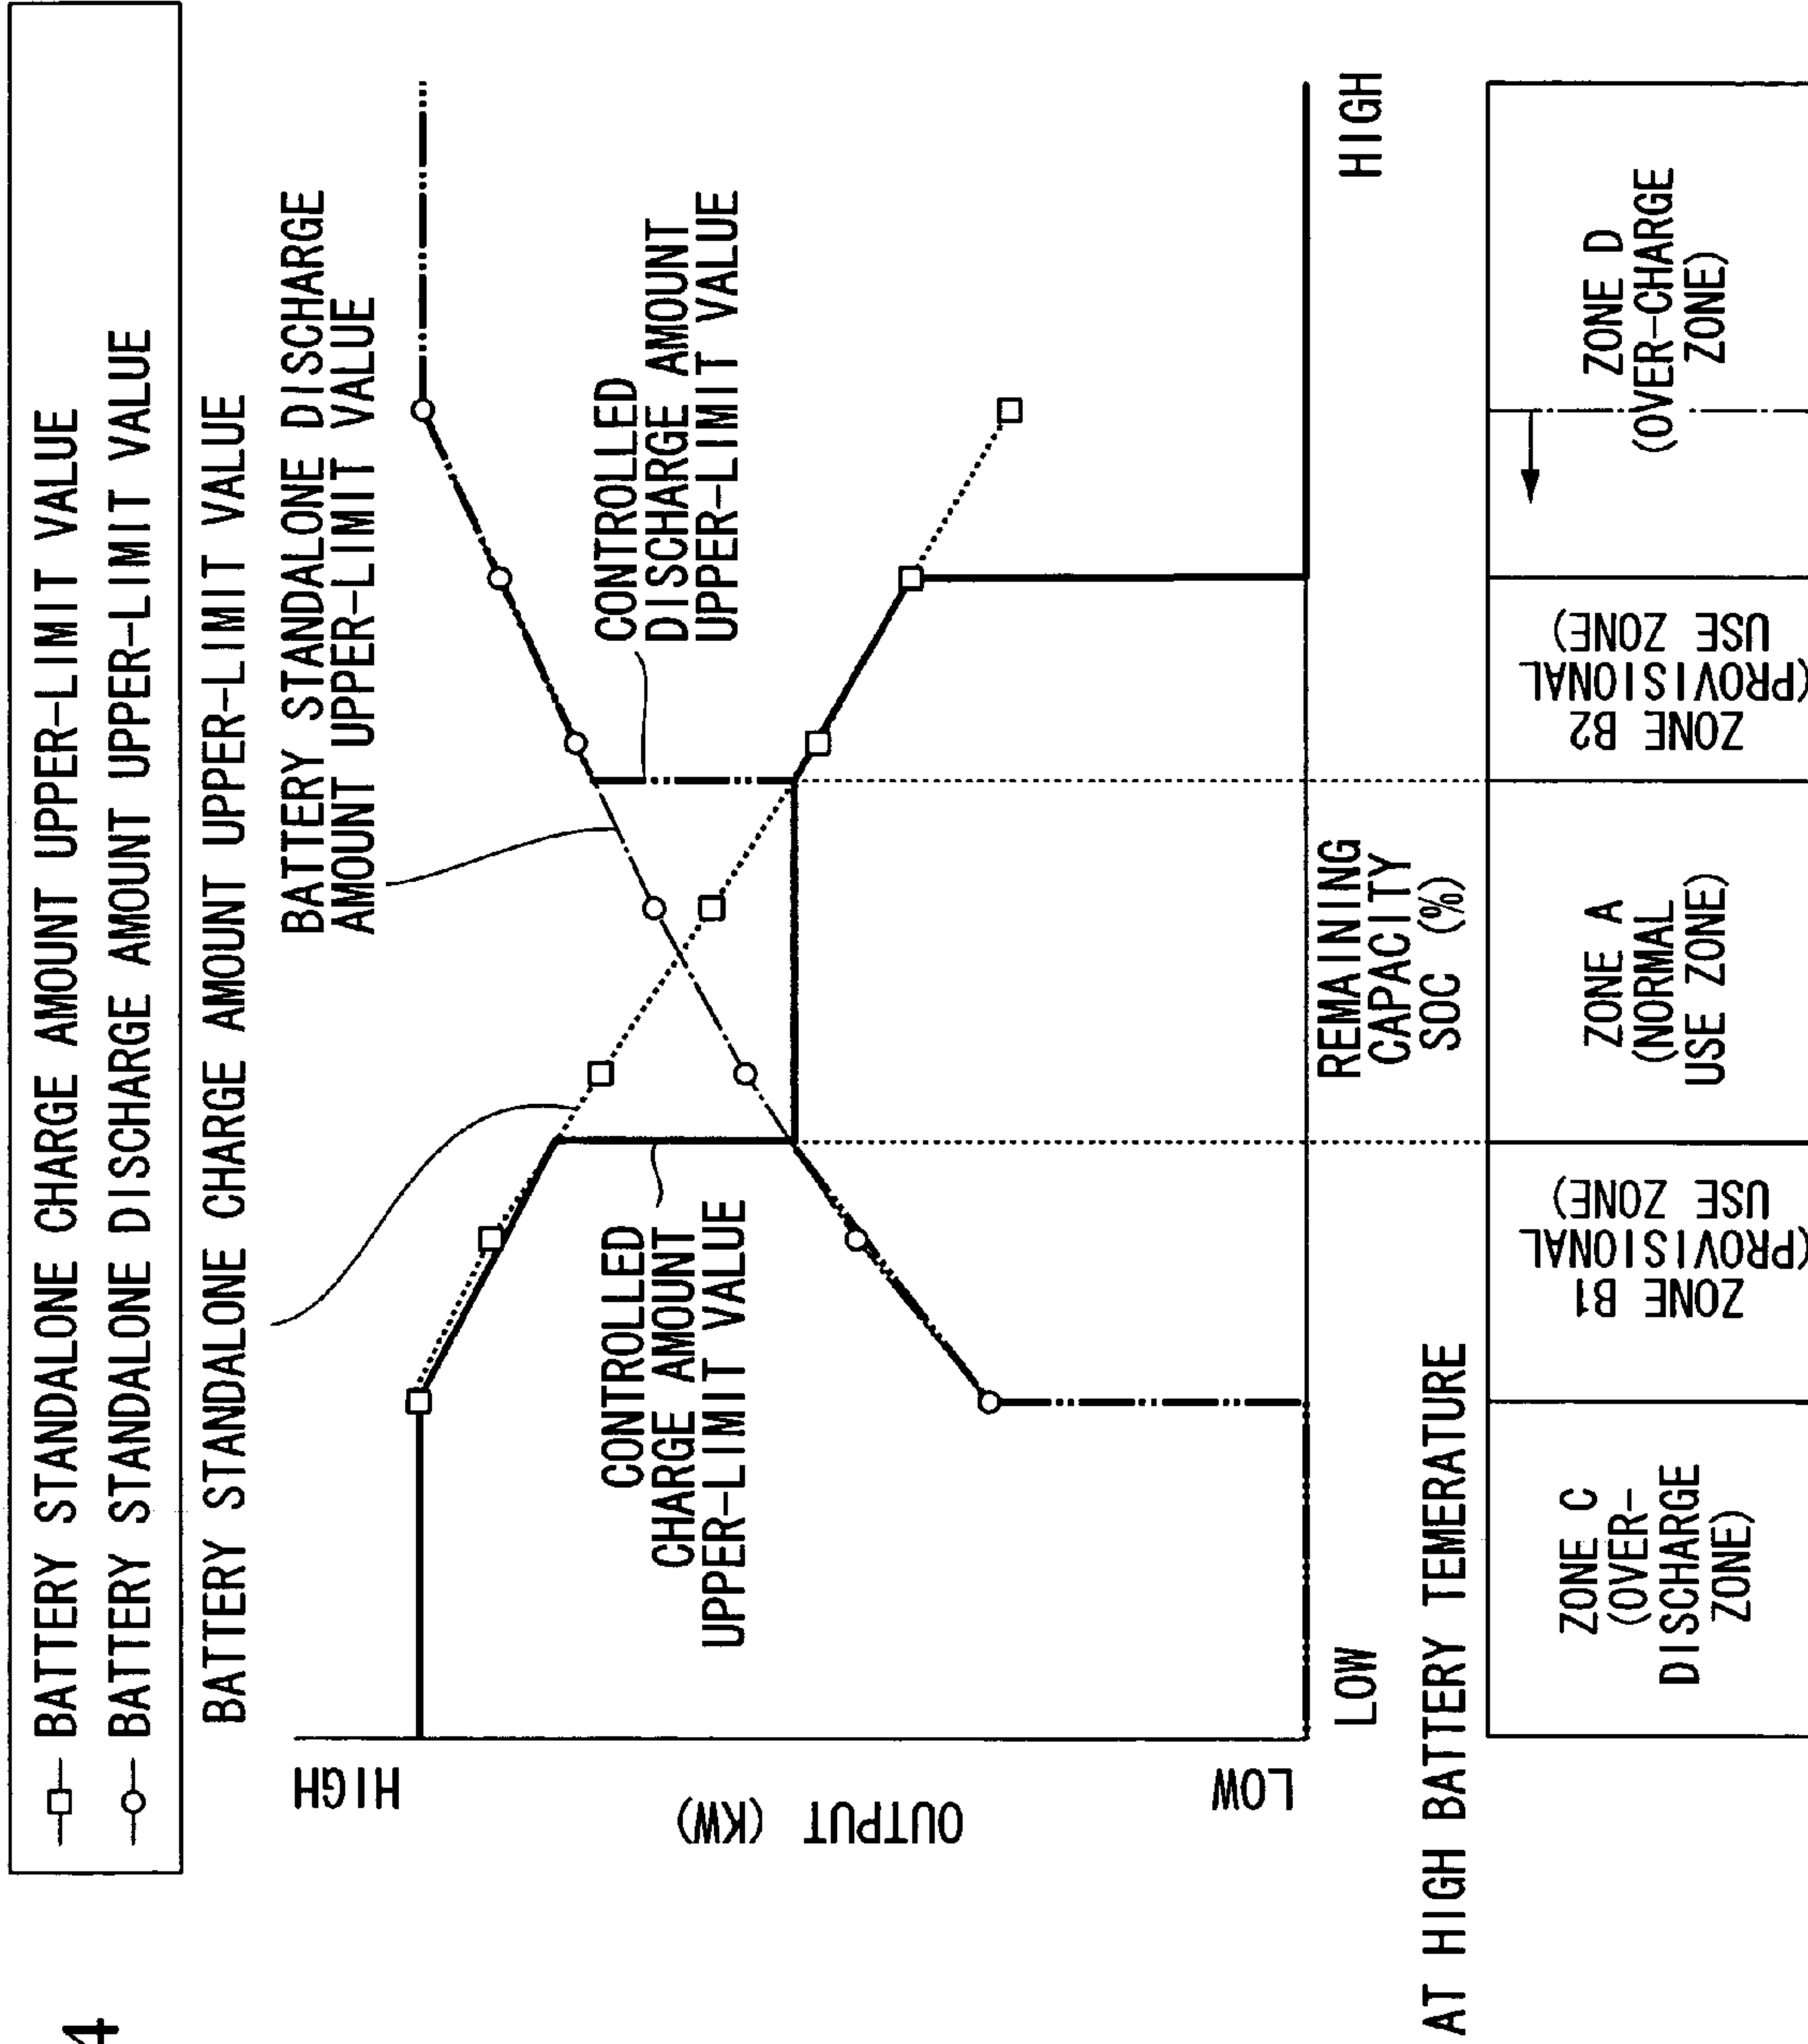 4
BATTERY STANDALONE CHARGE AMOUNT UPPER-LIMIT VALUE
BATTERY STANDALONE DISCHARGE AMOUNT UPPER-LIMIT VALUE
BATTERY STANDALONE CHARGE AMOUNT UPPER-LIMIT VALUE
BATTERY STANDALONE DISCHARGE
AMOUNT UPPER-LIMIT VALUE
HIGH
OUTPUT (KW)
LOW
CONTROLLED
CHARGE AMOUNT
UPPER-LIMIT VALUE
CONTROLLED
DISCHARGE AMOUNT
UPPER-LIMIT VALUE
LOW
REMAINING
CAPACITY
SOC (%)
HIGH
AT HIGH BATTERY TEMERATURE
ZONE C
(OVER-
DISCHARGE
ZONE)
ZONE B1
(PROVISIONAL
USE ZONE)
ZONE A
(NORMAL
USE ZONE)
ZONE B2
(PROVISIONAL
USE ZONE)
ZONE D
(OVER-CHARGE
ZONE)